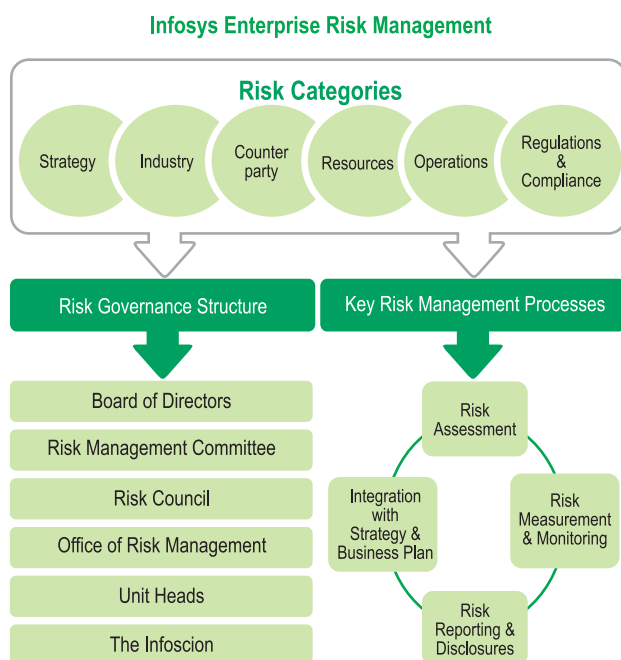 Infosys Enterprise Risk Management
Risk Categories
Strategy
Industry
Counter
party
Resources
Operations
Regulations
&
Compliance
Risk Governance Structure
Key Risk Management Processes
Board of Directors
Risk Management Committee
Risk Council
Office of Risk Management
Unit Heads
The Infoscion
Risk
Assessment
Risk
Measurement
& Monitoring
Risk
Reporting &
Disclosures
Integration
with
Strategy &
Business Plan